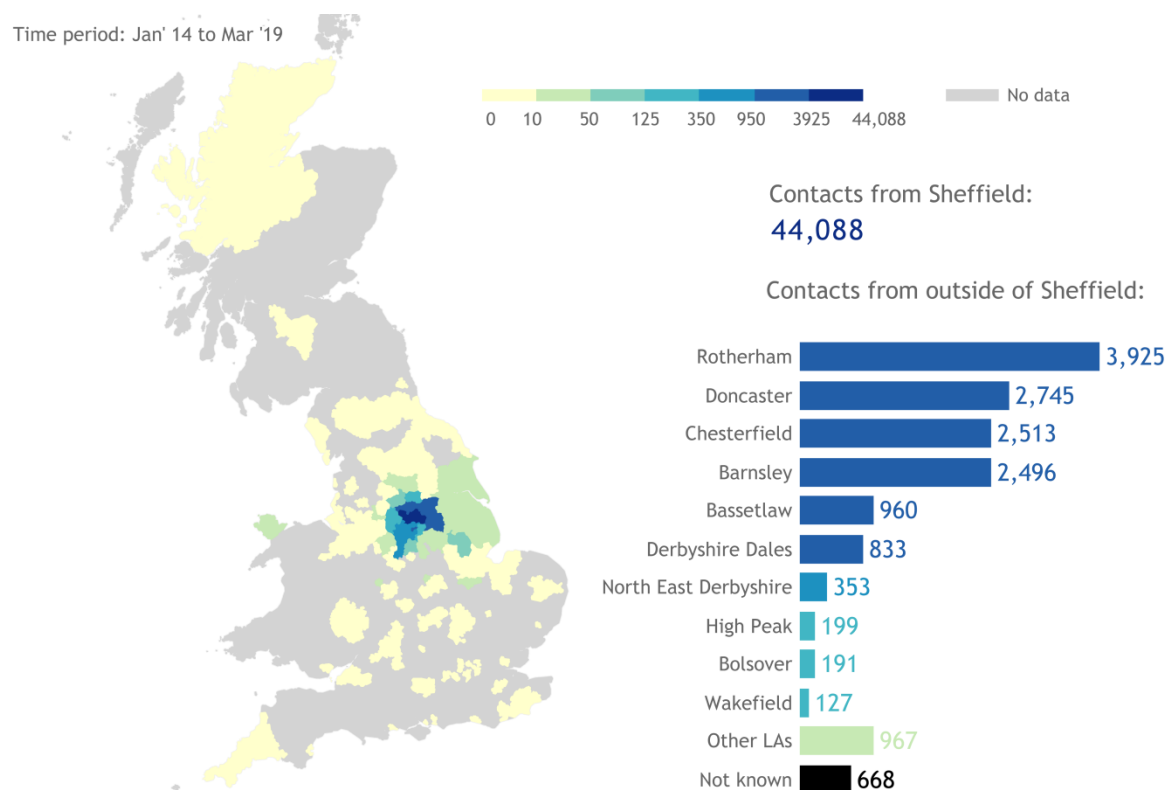 Time period: Jan' 14 to Mar '19
0 10 50 125 350 950 3925 44,088
No data
Contacts from Sheffield:
44,088
Contacts from outside of Sheffield:
Rotherham 3,925
Doncaster 2,745
Chesterfield 2,513
Barnsley 2,496
Bassetlaw 960
Derbyshire Dales 833
North East Derbyshire 353
High Peak 199
Bolsover 191
Wakefield 127
Other LAs 967
Not known 668